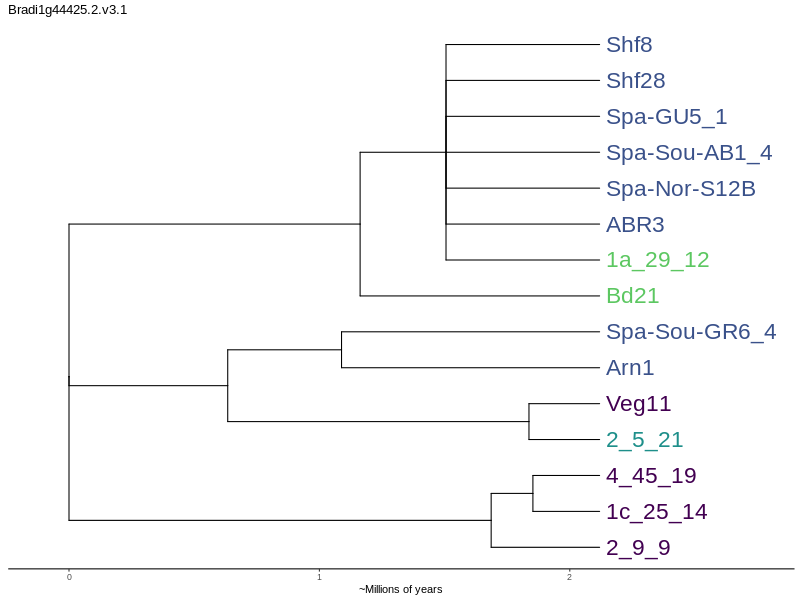 Bradi1g44425.2.v3.1
Shf8
Shf28
Spa-GU5_1
Spa-Sou-AB1_4
Spa-Nor-S12B
ABR3
1a_29_12
Bd21
Spa-Sou-GR6_4
Arn1
Veg11
2_5_21
4_45_19
1c_25_14
2_9_9
0 1 2
~Millions of years